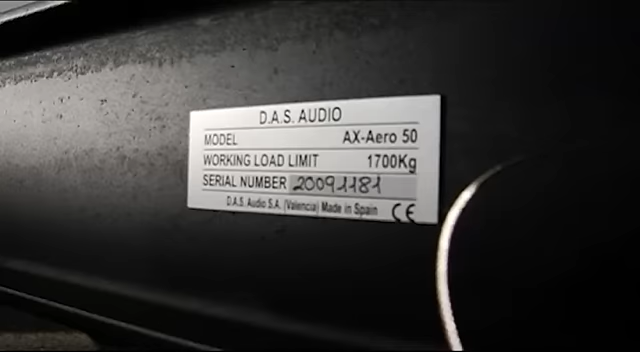 D.A.S. AUDIO
MODEL AX-Aero 50
WORKING LOAD LIMIT 1700Kg
SERIAL NUMBER 20091181
D.A.S. Audio S.A. (Valencia) Made in Spain CE